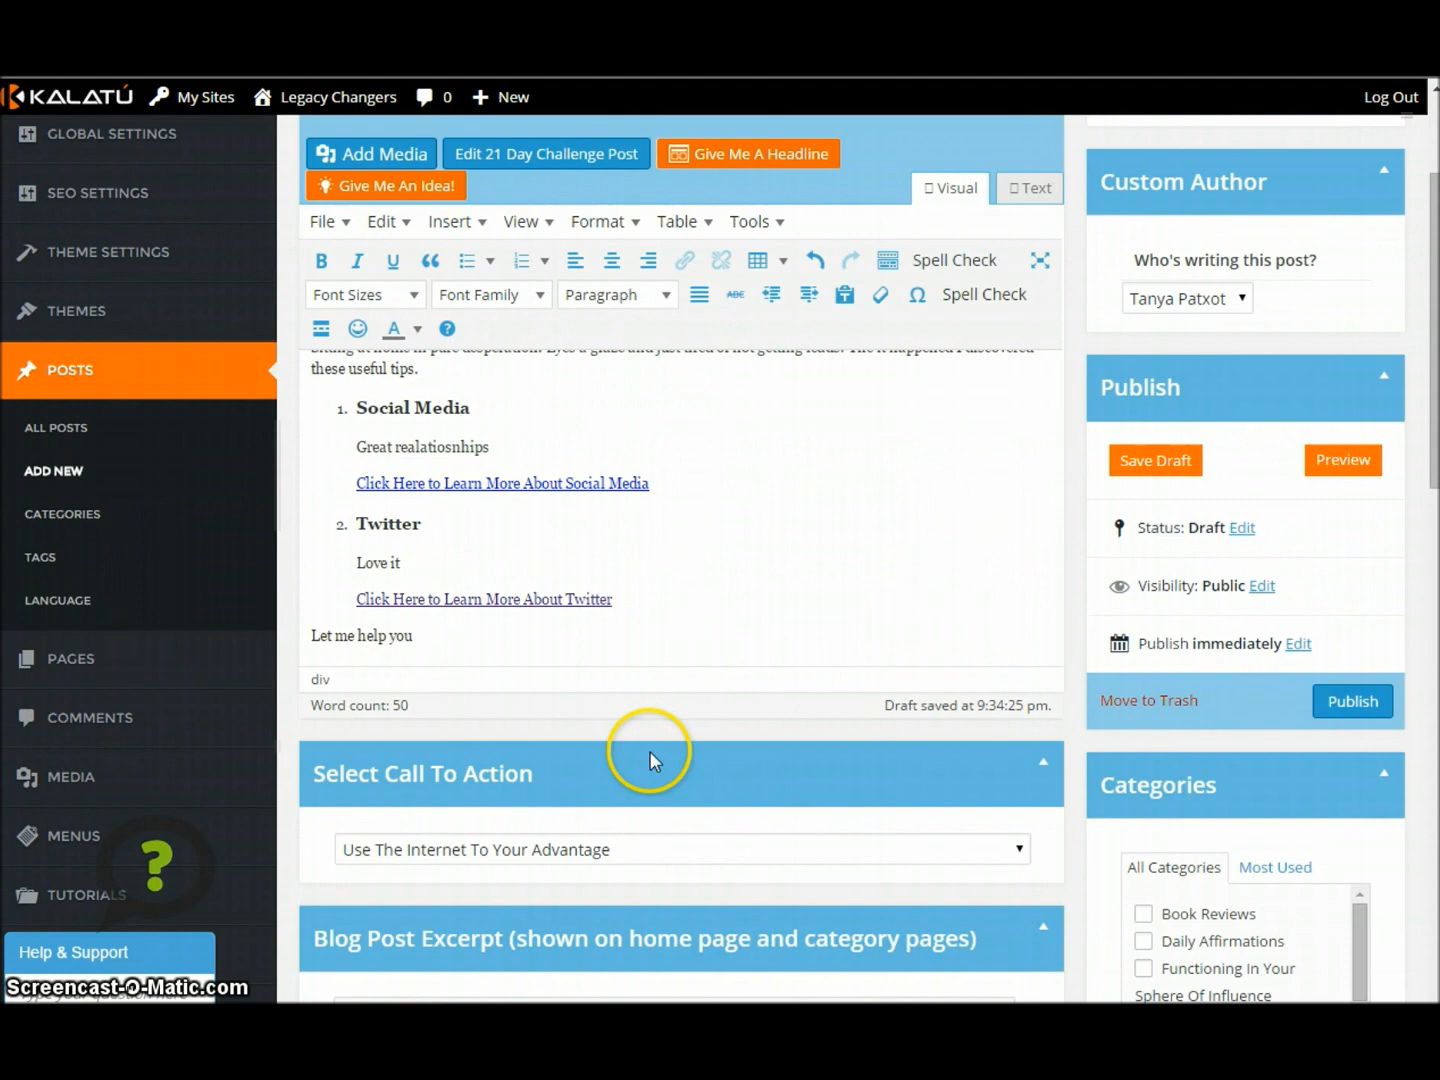 KALATÚ My Sites Legacy Changers 0 New Log Out
GLOBAL SETTINGS
SEO SETTINGS
THEME SETTINGS
THEMES
POSTS
ALL POSTS
ADD NEW
CATEGORIES
TAGS
LANGUAGE
PAGES
COMMENTS
MEDIA
MENUS
TUTORIALS
Help & Support
Screencast-O-Matic.com
Add Media Edit 21 Day Challenge Post Give Me A Headline
Give Me An Idea!
Visual Text
File Edit Insert View Format Table Tools
Spell Check
Font Sizes Font Family Paragraph ABC Spell Check
these useful tips.
1. Social Media
Great realatiosnhips
Click Here to Learn More About Social Media
2. Twitter
Love it
Click Here to Learn More About Twitter
Let me help you
div
Word count: 50 Draft saved at 9:34:25 pm.
Select Call To Action
Use The Internet To Your Advantage
Blog Post Excerpt (shown on home page and category pages)
Custom Author
Who's writing this post?
Tanya Patxot
Publish
Save Draft Preview
Status: Draft Edit
Visibility: Public Edit
Publish immediately Edit
Move to Trash Publish
Categories
All Categories Most Used
Book Reviews
Daily Affirmations
Functioning In Your
Sphere Of Influence